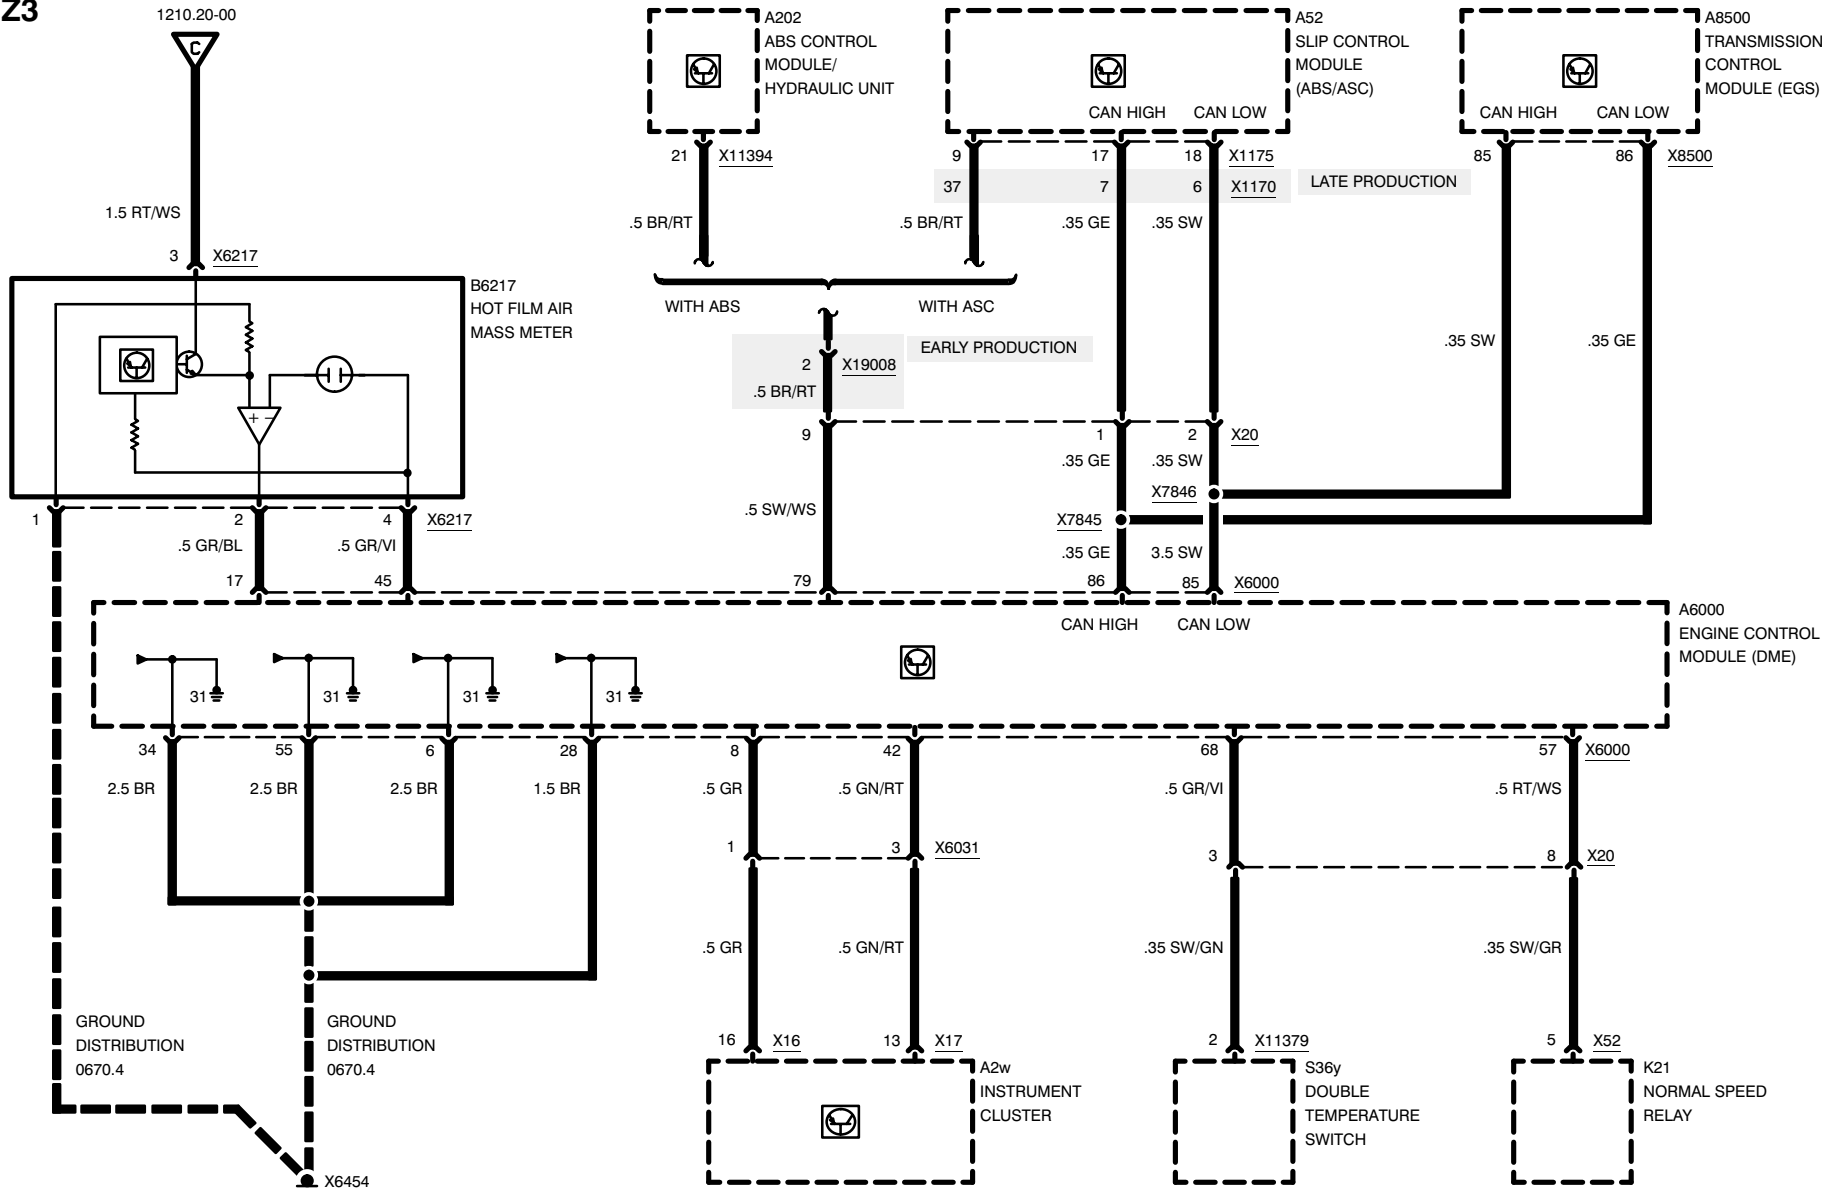 Z3
1210.20-00
C
1.5 RT/WS
3 X6217
B6217
HOT FILM AIR
MASS METER
+ −
1 2 4 X6217
.5 GR/BL .5 GR/VI
17 45
A202
ABS CONTROL
MODULE/
HYDRAULIC UNIT
21 X11394
.5 BR/RT
A52
SLIP CONTROL
MODULE
(ABS/ASC)
CAN HIGH CAN LOW
9 17 18 X1175
37 7 6 X1170 LATE PRODUCTION
.5 BR/RT .35 GE .35 SW
WITH ABS WITH ASC
EARLY PRODUCTION
2 X19008
.5 BR/RT
9 1 2 X20
.35 GE .35 SW
X7846
.5 SW/WS
X7845
.35 GE 3.5 SW
79 86 85 X6000
A8500
TRANSMISSION
CONTROL
MODULE (EGS)
CAN HIGH CAN LOW
85 86 X8500
.35 SW .35 GE
CAN HIGH CAN LOW
A6000
ENGINE CONTROL
MODULE (DME)
31 31 31 31
34 55 6 28 8 42 68 57 X6000
2.5 BR 2.5 BR 2.5 BR 1.5 BR .5 GR .5 GN/RT .5 GR/VI .5 RT/WS
1 3 X6031
3 8 X20
.5 GR .5 GN/RT .35 SW/GN .35 SW/GR
GROUND
DISTRIBUTION
0670.4
GROUND
DISTRIBUTION
0670.4
X6454
16 X16 13 X17
A2w
INSTRUMENT
CLUSTER
2 X11379
S36y
DOUBLE
TEMPERATURE
SWITCH
5 X52
K21
NORMAL SPEED
RELAY